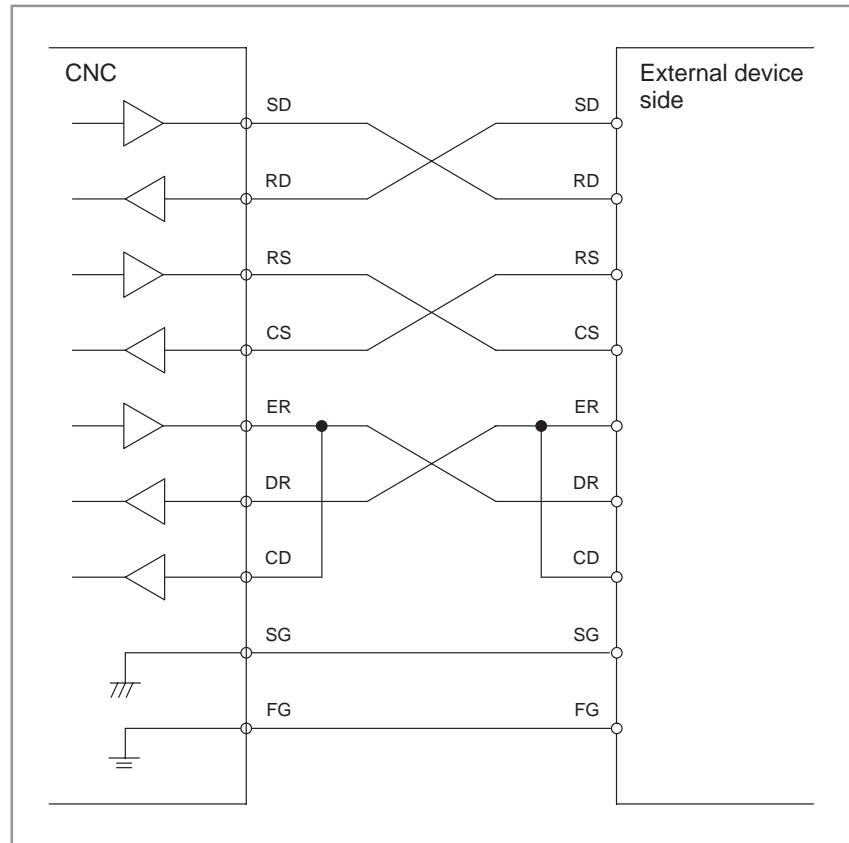 CNC
External device
side
SD SD
RD RD
RS RS
CS CS
ER ER
DR DR
CD CD
SG SG
FG FG